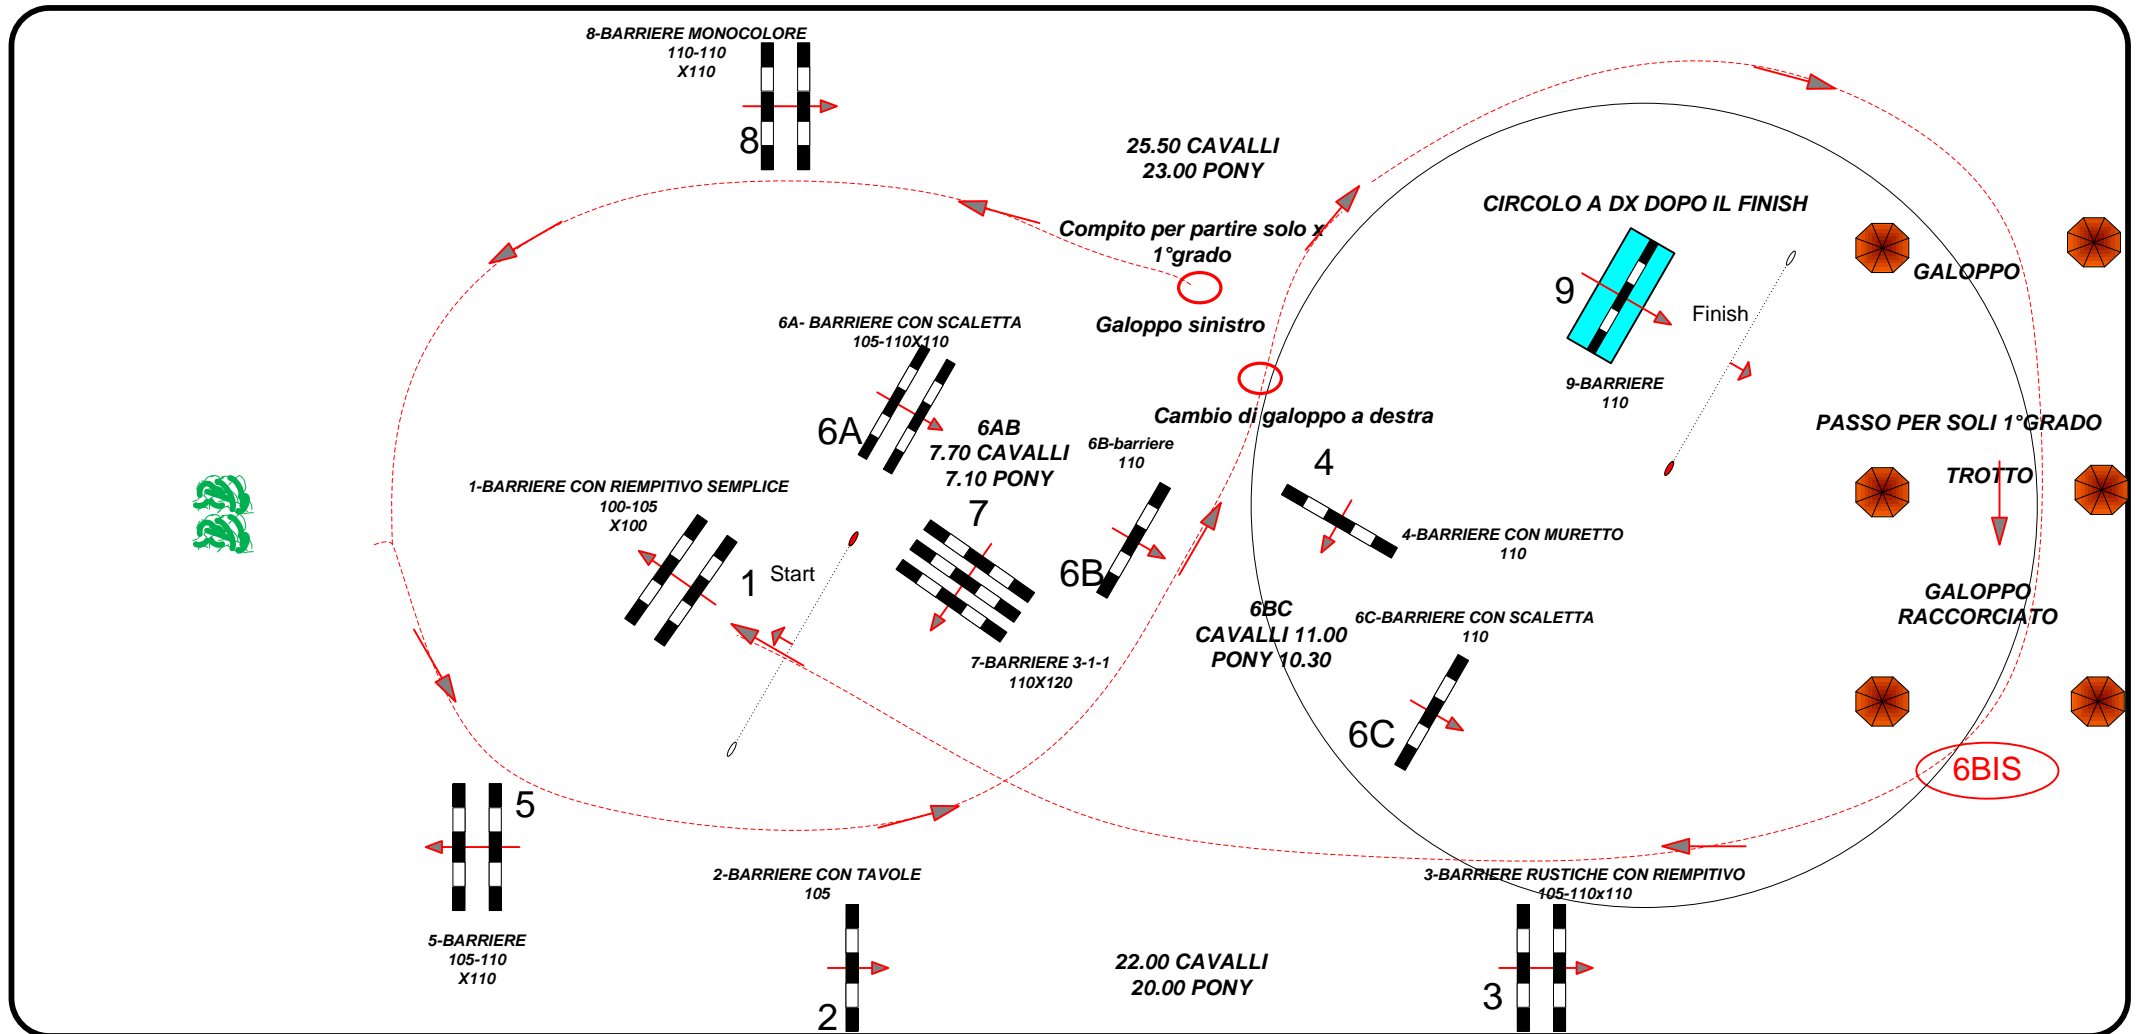 8-BARRIERE MONOCOLORE
110-110
X110
8
25.50 CAVALLI
23.00 PONY
CIRCOLO A DX DOPO IL FINISH
Compito per partire solo x
1°grado
Galoppo sinistro
GALOPPO
9
Finish
9-BARRIERE
110
6A- BARRIERE CON SCALETTA
105-110X110
6A
6AB
7.70 CAVALLI
7.10 PONY
Cambio di galoppo a destra
6B-barriere
110
6B
PASSO PER SOLI 1°GRADO
TROTTO
GALOPPO
RACCORCIATO
4
4-BARRIERE CON MURETTO
110
1-BARRIERE CON RIEMPITIVO SEMPLICE
100-105
X100
1
Start
7
7-BARRIERE 3-1-1
110X120
6BC
CAVALLI 11.00
PONY 10.30
6C-BARRIERE CON SCALETTA
110
6C
6BIS
5
5-BARRIERE
105-110
X110
2-BARRIERE CON TAVOLE
105
2
22.00 CAVALLI
20.00 PONY
3-BARRIERE RUSTICHE CON RIEMPITIVO
105-110x110
3